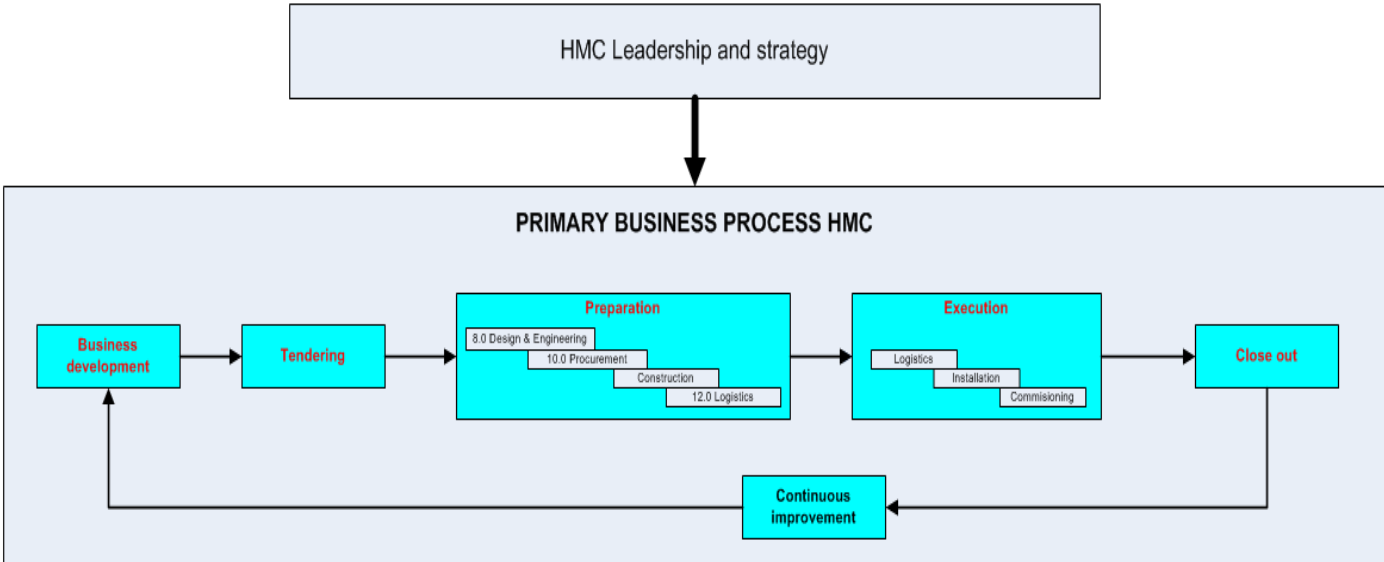 HMC Leadership and strategy
PRIMARY BUSINESS PROCESS HMC
Business
development
Tendering
Preparation
8.0 Design & Engineering
10.0 Procurement
Construction
12.0 Logistics
Execution
Logistics
Installation
Commisioning
Close out
Continuous
improvement